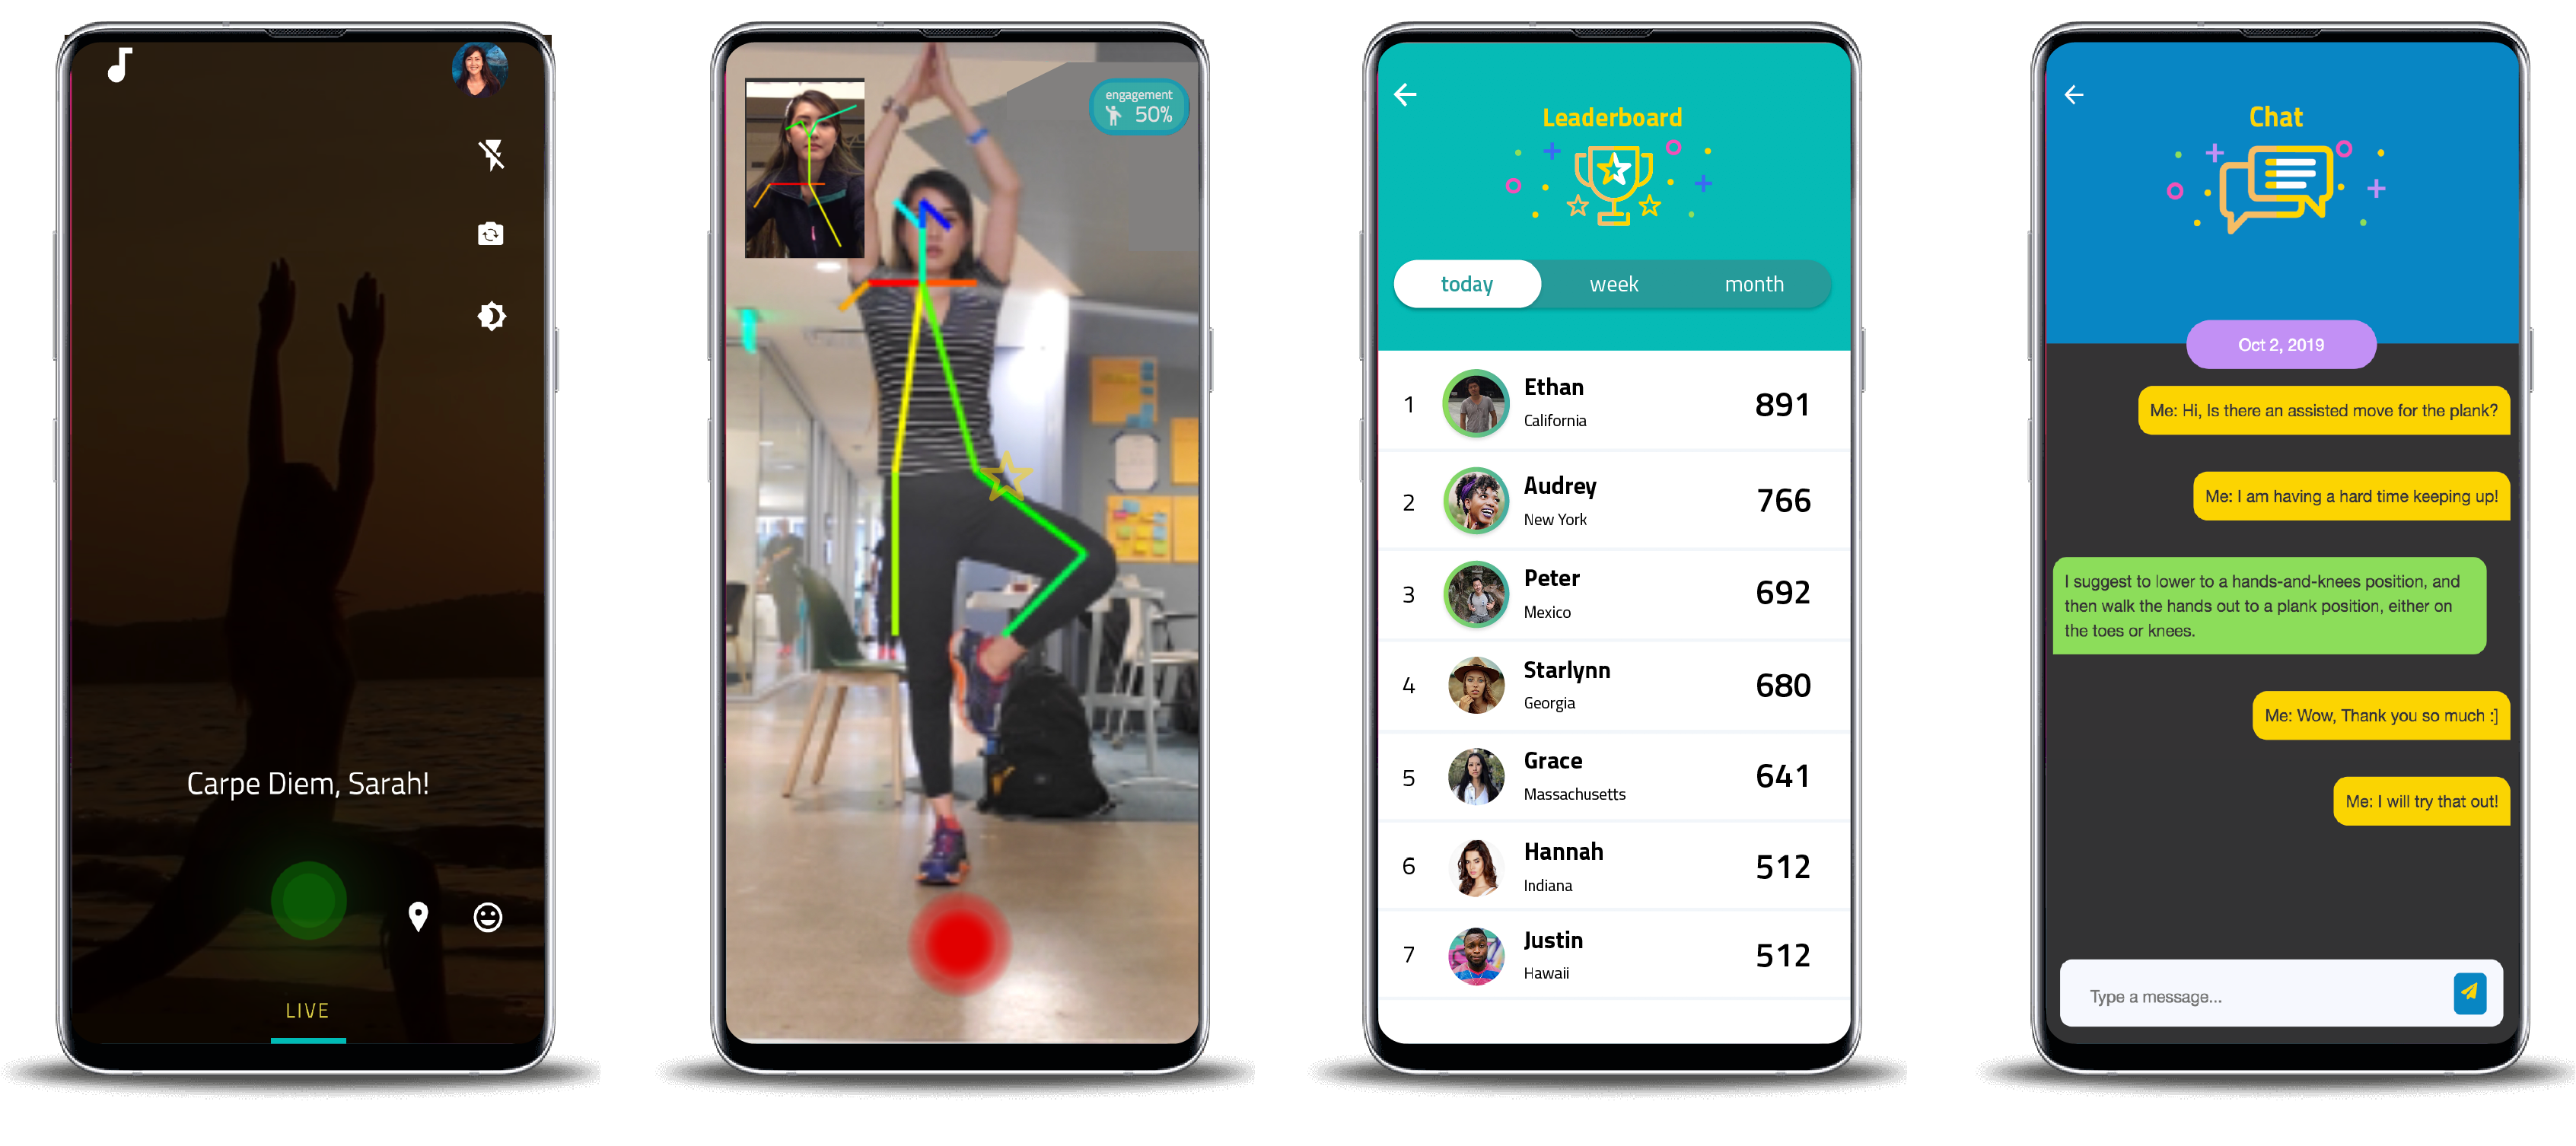 Carpe Diem, Sarah!
LIVE
engagement
50%
Leaderboard
today week month
1 Ethan 891
California
2 Audrey 766
New York
3 Peter 692
Mexico
4 Starlynn 680
Georgia
5 Grace 641
Massachusetts
6 Hannah 512
Indiana
7 Justin 512
Hawaii
Chat
Oct 2, 2019
Me: Hi, Is there an assisted move for the plank?
Me: I am having a hard time keeping up!
I suggest to lower to a hands-and-knees position, and
then walk the hands out to a plank position, either on
the toes or knees.
Me: Wow, Thank you so much :]
Me: I will try that out!
Type a message...